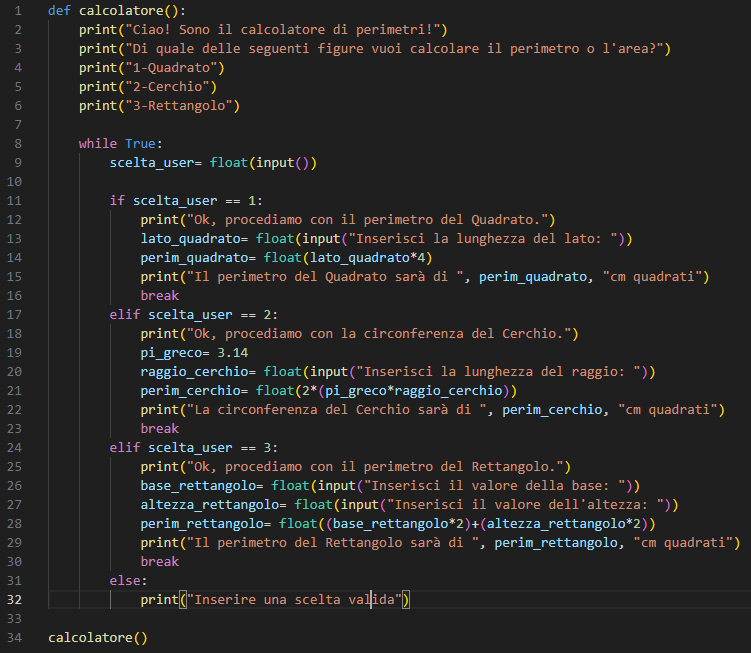 1 def calcolatore():
2     print("Ciao! Sono il calcolatore di perimetri!")
3     print("Di quale delle seguenti figure vuoi calcolare il perimetro o l'area?")
4     print("1-Quadrato")
5     print("2-Cerchio")
6     print("3-Rettangolo")
7
8     while True:
9         scelta_user= float(input())
10
11         if scelta_user == 1:
12             print("Ok, procediamo con il perimetro del Quadrato.")
13             lato_quadrato= float(input("Inserisci la lunghezza del lato: "))
14             perim_quadrato= float(lato_quadrato*4)
15             print("Il perimetro del Quadrato sarà di ", perim_quadrato, "cm quadrati")
16             break
17         elif scelta_user == 2:
18             print("Ok, procediamo con la circonferenza del Cerchio.")
19             pi_greco= 3.14
20             raggio_cerchio= float(input("Inserisci la lunghezza del raggio: "))
21             perim_cerchio= float(2*(pi_greco*raggio_cerchio))
22             print("La circonferenza del Cerchio sarà di ", perim_cerchio, "cm quadrati")
23             break
24         elif scelta_user == 3:
25             print("Ok, procediamo con il perimetro del Rettangolo.")
26             base_rettangolo= float(input("Inserisci il valore della base: "))
27             altezza_rettangolo= float(input("Inserisci il valore dell'altezza: "))
28             perim_rettangolo= float((base_rettangolo*2)+(altezza_rettangolo*2))
29             print("Il perimetro del Rettangolo sarà di ", perim_rettangolo, "cm quadrati")
30             break
31         else:
32             print("Inserire una scelta valida")
33
34 calcolatore()